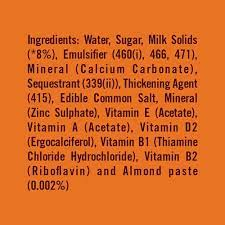 Ingredients: Water, Sugar, Milk Solids
(*8%), Emulsifier (460(i), 466, 471),
Mineral (Calcium Carbonate),
Sequestrant (339(ii)), Thickening Agent
(415), Edible Common Salt, Mineral
(Zinc Sulphate), Vitamin E (Acetate),
Vitamin A (Acetate), Vitamin D2
(Ergocalciferol), Vitamin B1 (Thiamine
Chloride Hydrochloride), Vitamin B2
(Riboflavin) and Almond paste
(0.002%)